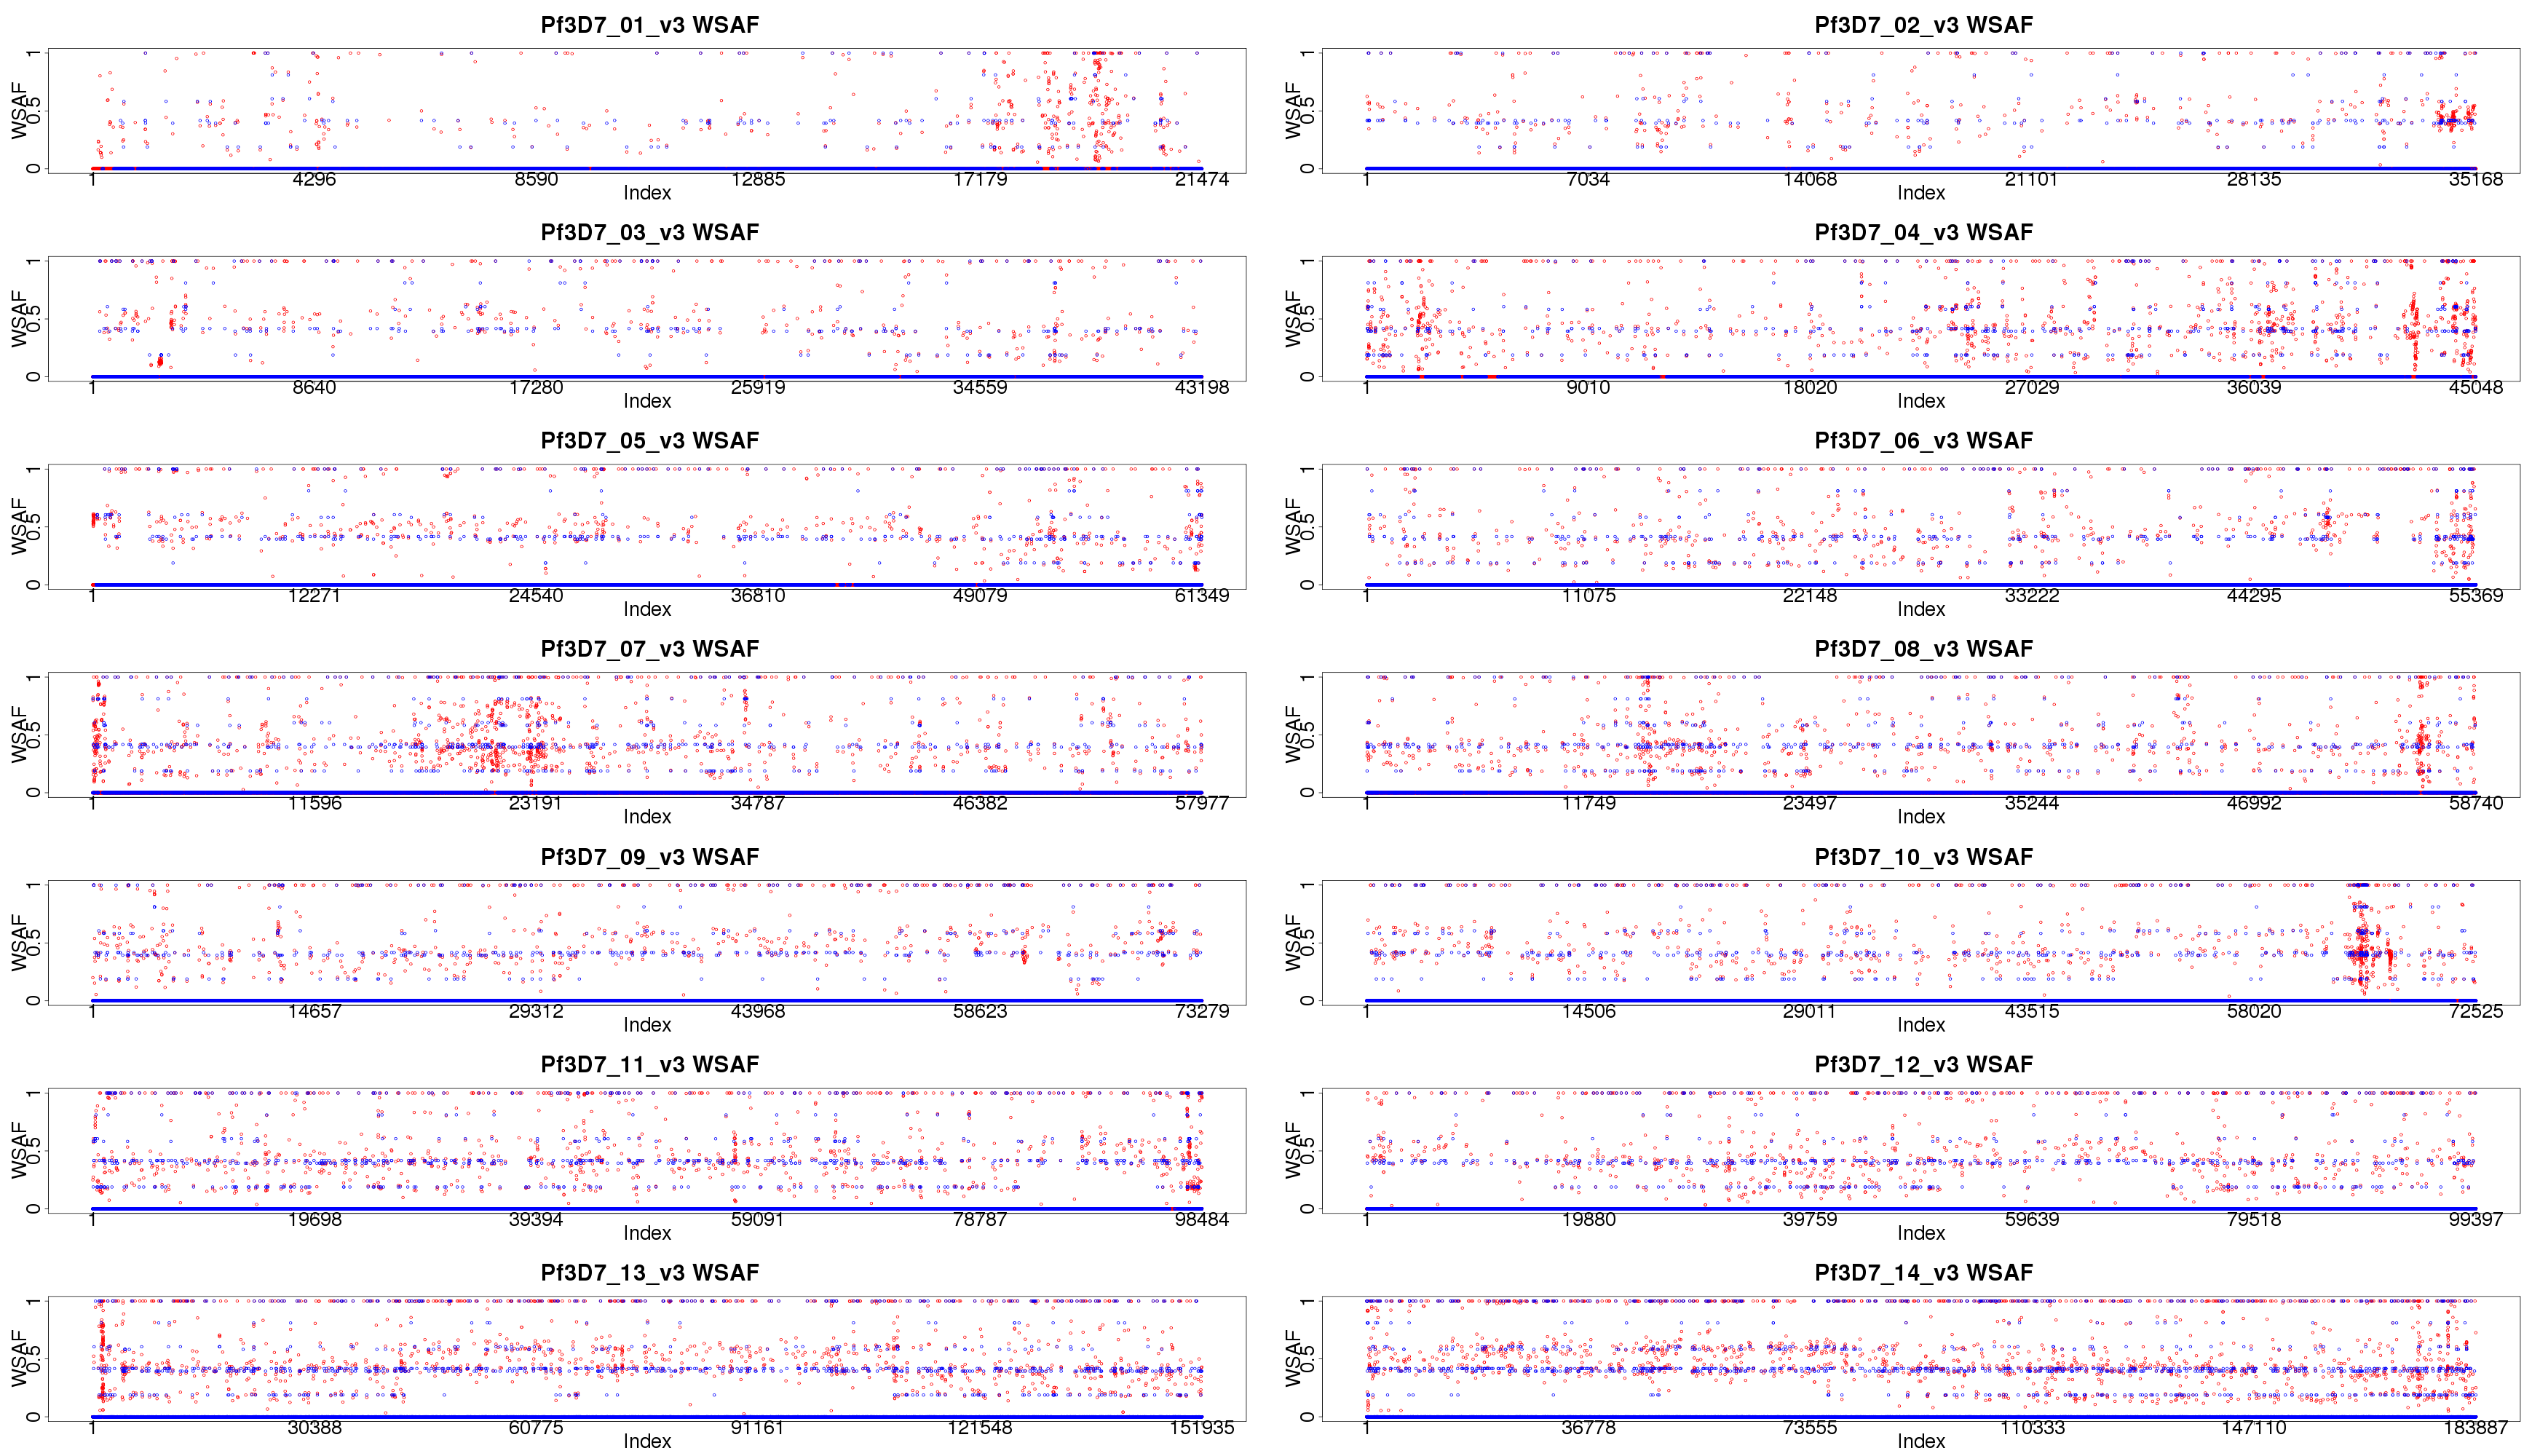 Pf3D7_01_v3 WSAF
WSAF
0 0.5 1
1 4296 8590 12885 17179 21474
Index
Pf3D7_02_v3 WSAF
WSAF
0 0.5 1
1 7034 14068 21101 28135 35168
Index
Pf3D7_03_v3 WSAF
WSAF
0 0.5 1
1 8640 17280 25919 34559 43198
Index
Pf3D7_04_v3 WSAF
WSAF
0 0.5 1
1 9010 18020 27029 36039 45048
Index
Pf3D7_05_v3 WSAF
WSAF
0 0.5 1
1 12271 24540 36810 49079 61349
Index
Pf3D7_06_v3 WSAF
WSAF
0 0.5 1
1 11075 22148 33222 44295 55369
Index
Pf3D7_07_v3 WSAF
WSAF
0 0.5 1
1 11596 23191 34787 46382 57977
Index
Pf3D7_08_v3 WSAF
WSAF
0 0.5 1
1 11749 23497 35244 46992 58740
Index
Pf3D7_09_v3 WSAF
WSAF
0 0.5 1
1 14657 29312 43968 58623 73279
Index
Pf3D7_10_v3 WSAF
WSAF
0 0.5 1
1 14506 29011 43515 58020 72525
Index
Pf3D7_11_v3 WSAF
WSAF
0 0.5 1
1 19698 39394 59091 78787 98484
Index
Pf3D7_12_v3 WSAF
WSAF
0 0.5 1
1 19880 39759 59639 79518 99397
Index
Pf3D7_13_v3 WSAF
WSAF
0 0.5 1
1 30388 60775 91161 121548 151935
Index
Pf3D7_14_v3 WSAF
WSAF
0 0.5 1
1 36778 73555 110333 147110 183887
Index